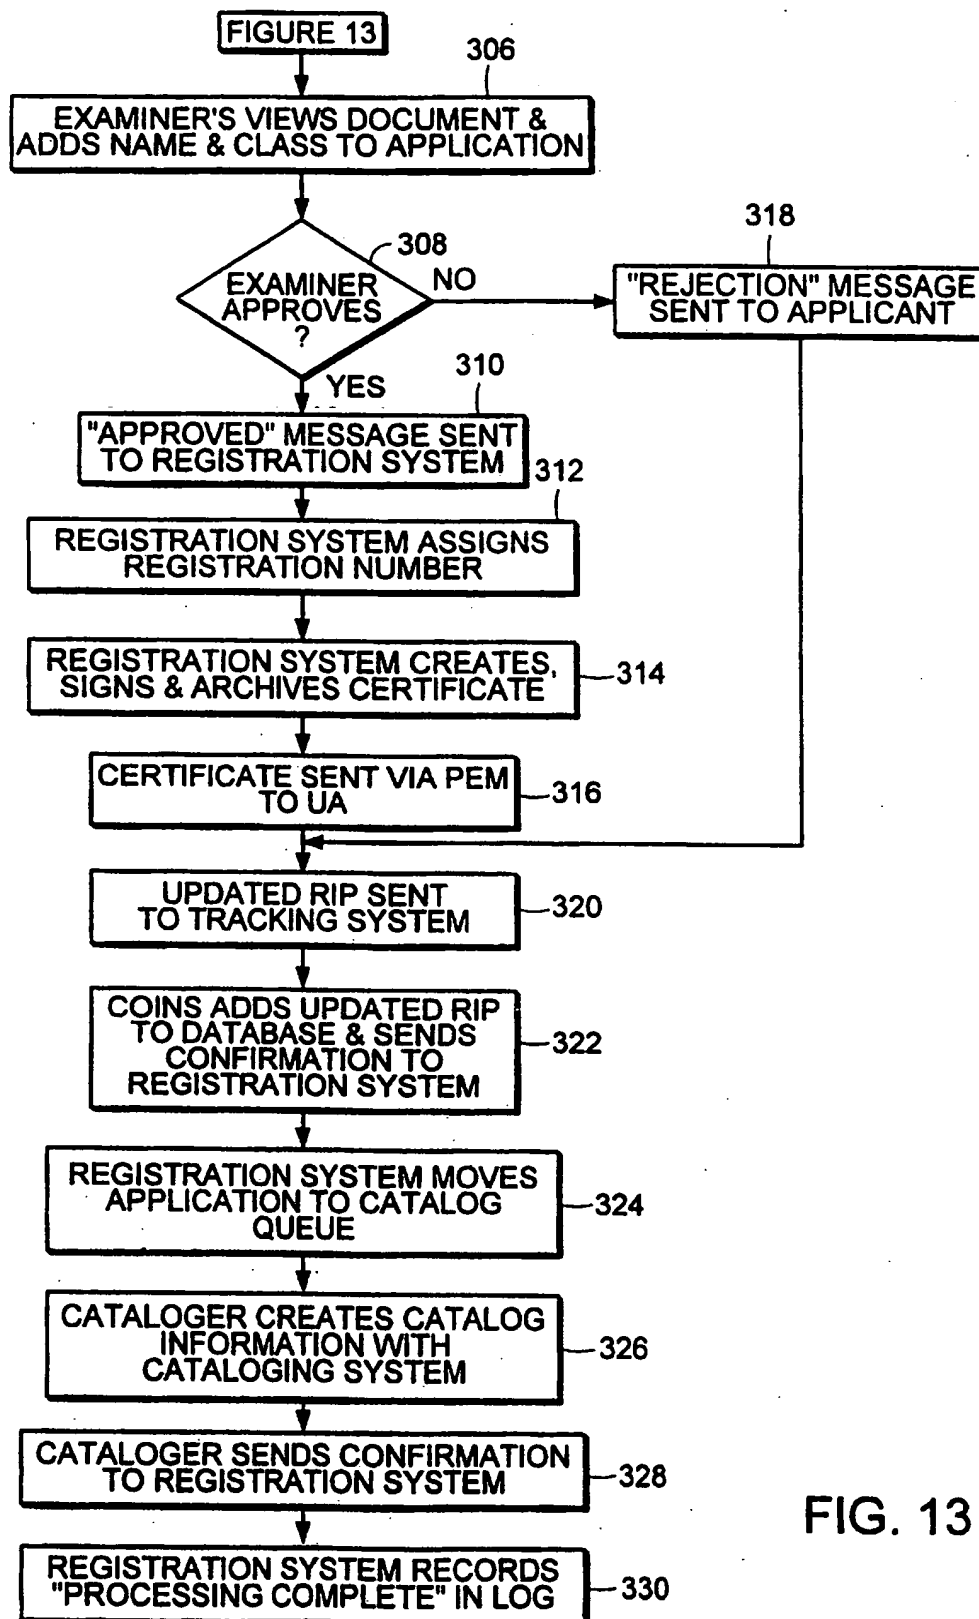 FIGURE 13
306
EXAMINER'S VIEWS DOCUMENT &
ADDS NAME & CLASS TO APPLICATION
308
EXAMINER
APPROVES
?
NO
318
"REJECTION" MESSAGE
SENT TO APPLICANT
YES
310
"APPROVED" MESSAGE SENT
TO REGISTRATION SYSTEM
312
REGISTRATION SYSTEM ASSIGNS
REGISTRATION NUMBER
REGISTRATION SYSTEM CREATES,
SIGNS & ARCHIVES CERTIFICATE
314
CERTIFICATE SENT VIA PEM
TO UA
316
UPDATED RIP SENT
TO TRACKING SYSTEM
320
COINS ADDS UPDATED RIP
TO DATABASE & SENDS
CONFIRMATION TO
REGISTRATION SYSTEM
322
REGISTRATION SYSTEM MOVES
APPLICATION TO CATALOG
QUEUE
324
CATALOGER CREATES CATALOG
INFORMATION WITH
CATALOGING SYSTEM
326
CATALOGER SENDS CONFIRMATION
TO REGISTRATION SYSTEM
328
REGISTRATION SYSTEM RECORDS
"PROCESSING COMPLETE" IN LOG
330
FIG. 13